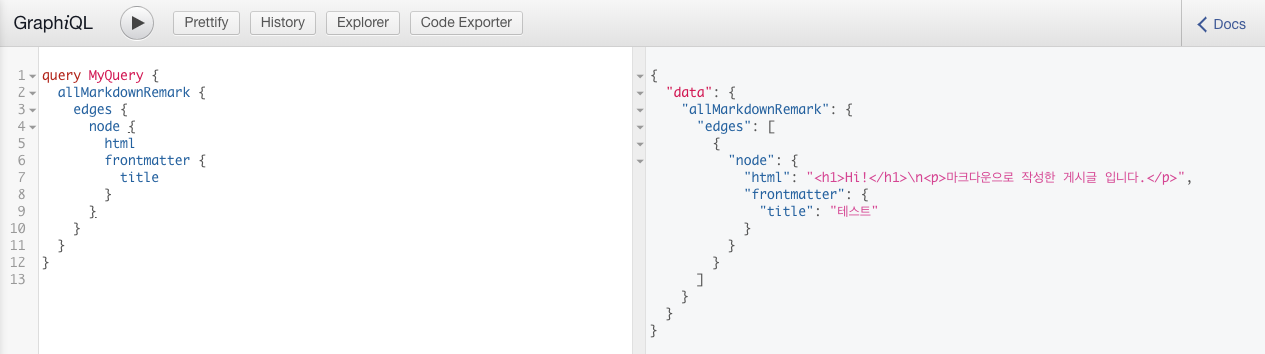 GraphiQL Prettify History Explorer Code Exporter Docs
1 query MyQuery {
2 allMarkdownRemark {
3 edges {
4 node {
5 html
6 frontmatter {
7 title
8 }
9 }
10 }
11 }
12 }
13
{
"data": {
"allMarkdownRemark": {
"edges": [
{
"node": {
"html": "<h1>Hi!</h1>\n<p>마크다운으로 작성한 게시글 입니다.</p>",
"frontmatter": {
"title": "테스트"
}
}
}
]
}
}
}